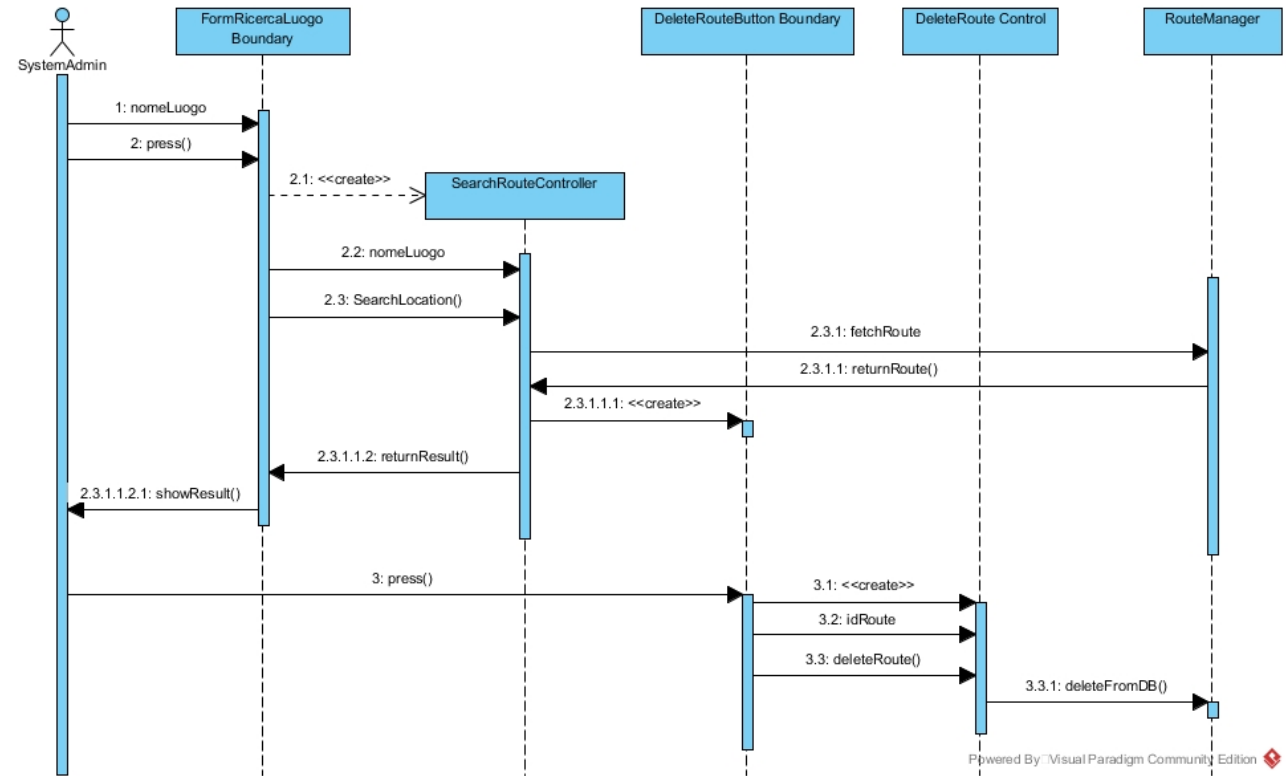 FormRicercaLuogo
Boundary
DeleteRouteButton Boundary
DeleteRoute Control
RouteManager
SystemAdmin
1: nomeLuogo
2: press()
2.1: <<create>>
SearchRouteController
2.2: nomeLuogo
2.3: SearchLocation()
2.3.1: fetchRoute
2.3.1.1: returnRoute()
2.3.1.1.1: <<create>>
2.3.1.1.2: returnResult()
2.3.1.1.2.1: showResult()
3: press()
3.1: <<create>>
3.2: idRoute
3.3: deleteRoute()
3.3.1: deleteFromDB()
Powered By Visual Paradigm Community Edition